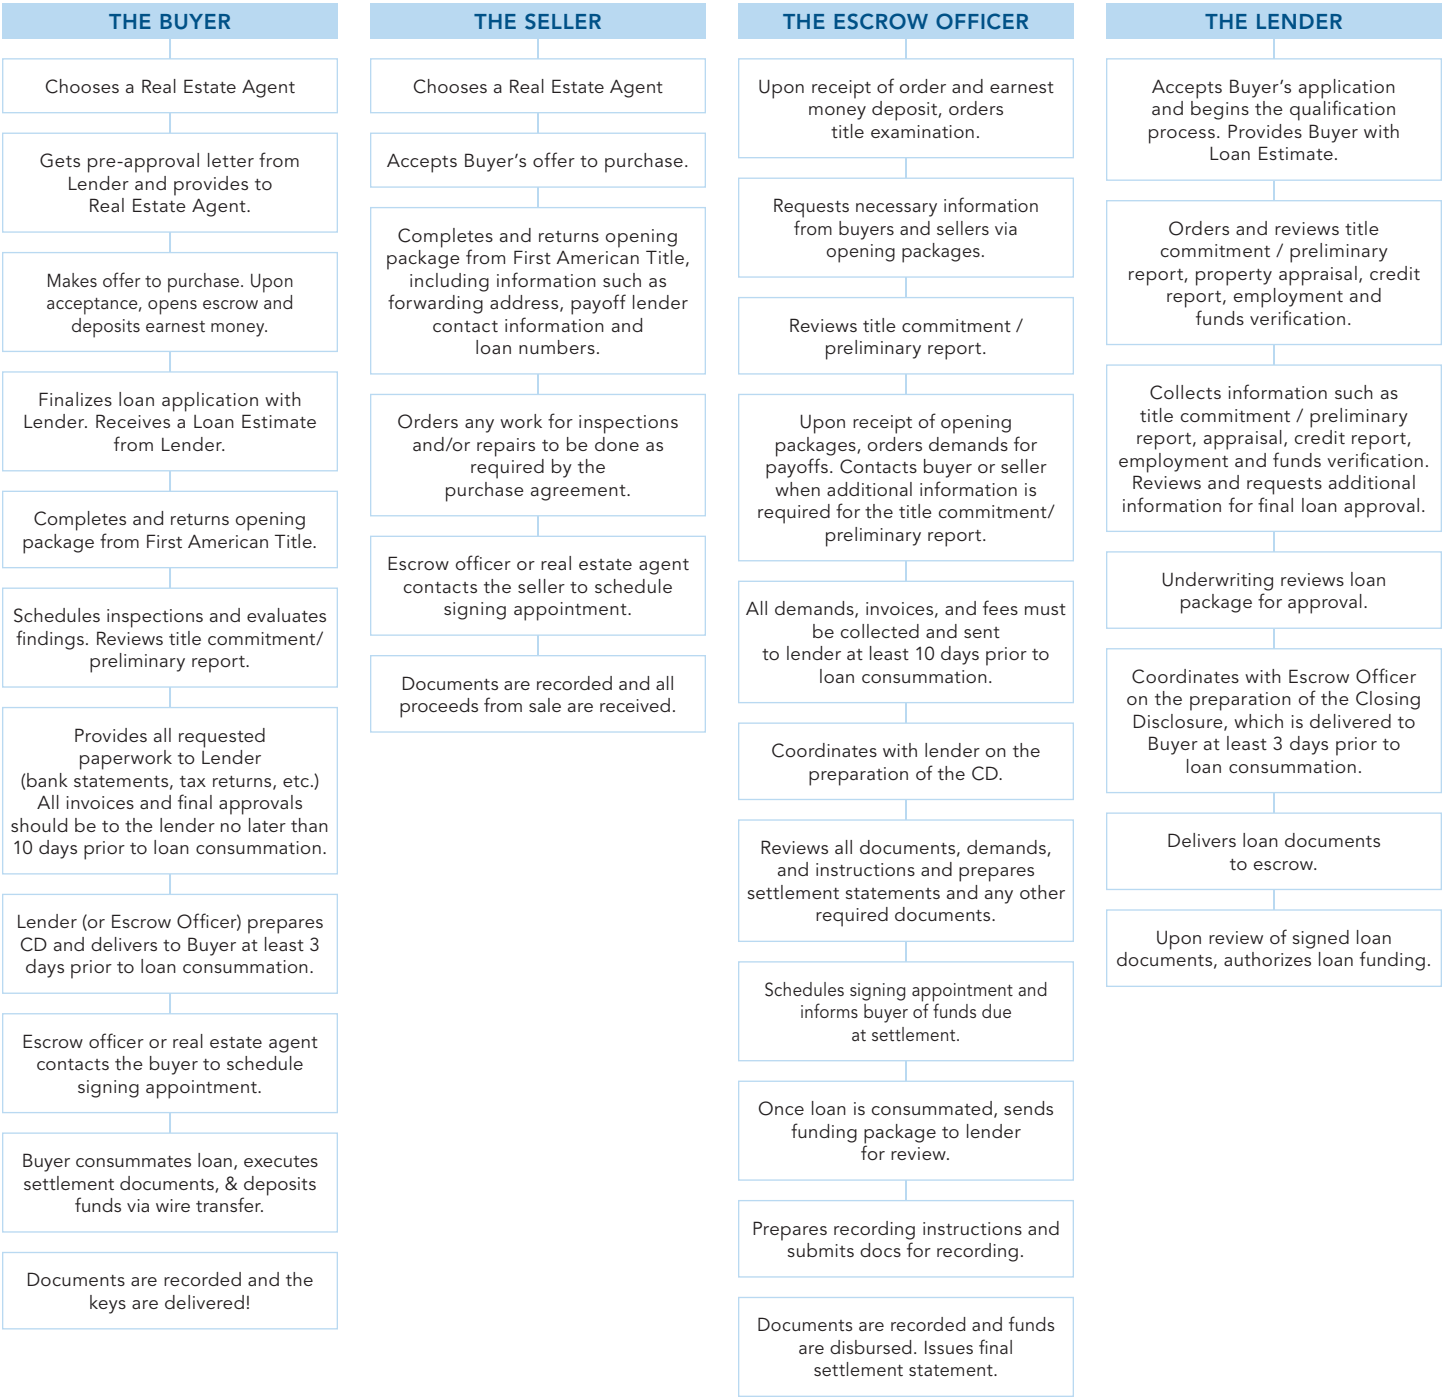 THE BUYER
Chooses a Real Estate Agent
Gets pre-approval letter from
Lender and provides to
Real Estate Agent.
Makes offer to purchase. Upon
acceptance, opens escrow and
deposits earnest money.
Finalizes loan application with
Lender. Receives a Loan Estimate
from Lender.
Completes and returns opening
package from First American Title.
Schedules inspections and evaluates
findings. Reviews title commitment/
preliminary report.
Provides all requested
paperwork to Lender
(bank statements, tax returns, etc.)
All invoices and final approvals
should be to the lender no later than
10 days prior to loan consummation.
Lender (or Escrow Officer) prepares
CD and delivers to Buyer at least 3
days prior to loan consummation.
Escrow officer or real estate agent
contacts the buyer to schedule
signing appointment.
Buyer consummates loan, executes
settlement documents, & deposits
funds via wire transfer.
Documents are recorded and the
keys are delivered!
THE SELLER
Chooses a Real Estate Agent
Accepts Buyer's offer to purchase.
Completes and returns opening
package from First American Title,
including information such as
forwarding address, payoff lender
contact information and
loan numbers.
Orders any work for inspections
and/or repairs to be done as
required by the
purchase agreement.
Escrow officer or real estate agent
contacts the seller to schedule
signing appointment.
Documents are recorded and all
proceeds from sale are received.
THE ESCROW OFFICER
Upon receipt of order and earnest
money deposit, orders
title examination.
Requests necessary information
from buyers and sellers via
opening packages.
Reviews title commitment /
preliminary report.
Upon receipt of opening
packages, orders demands for
payoffs. Contacts buyer or seller
when additional information is
required for the title commitment/
preliminary report.
All demands, invoices, and fees must
be collected and sent
to lender at least 10 days prior to
loan consummation.
Coordinates with lender on the
preparation of the CD.
Reviews all documents, demands,
and instructions and prepares
settlement statements and any other
required documents.
Schedules signing appointment and
informs buyer of funds due
at settlement.
Once loan is consummated, sends
funding package to lender
for review.
Prepares recording instructions and
submits docs for recording.
Documents are recorded and funds
are disbursed. Issues final
settlement statement.
THE LENDER
Accepts Buyer's application
and begins the qualification
process. Provides Buyer with
Loan Estimate.
Orders and reviews title
commitment / preliminary
report, property appraisal, credit
report, employment and
funds verification.
Collects information such as
title commitment / preliminary
report, appraisal, credit report,
employment and funds verification.
Reviews and requests additional
information for final loan approval.
Underwriting reviews loan
package for approval.
Coordinates with Escrow Officer
on the preparation of the Closing
Disclosure, which is delivered to
Buyer at least 3 days prior to
loan consummation.
Delivers loan documents
to escrow.
Upon review of signed loan
documents, authorizes loan funding.